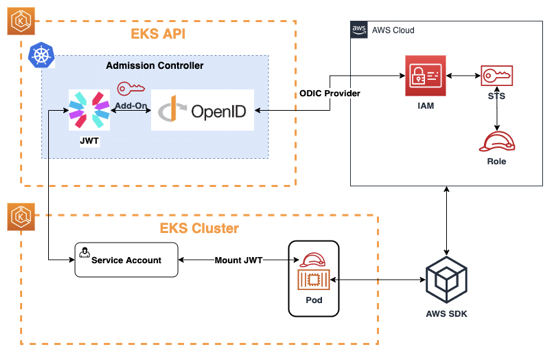 EKS API
aws
AWS Cloud
Admission Controller
Add-On
OpenID
JWT
ODIC Provider
IAM
STS
Role
EKS Cluster
Service Account
Mount JWT
Pod
AWS SDK